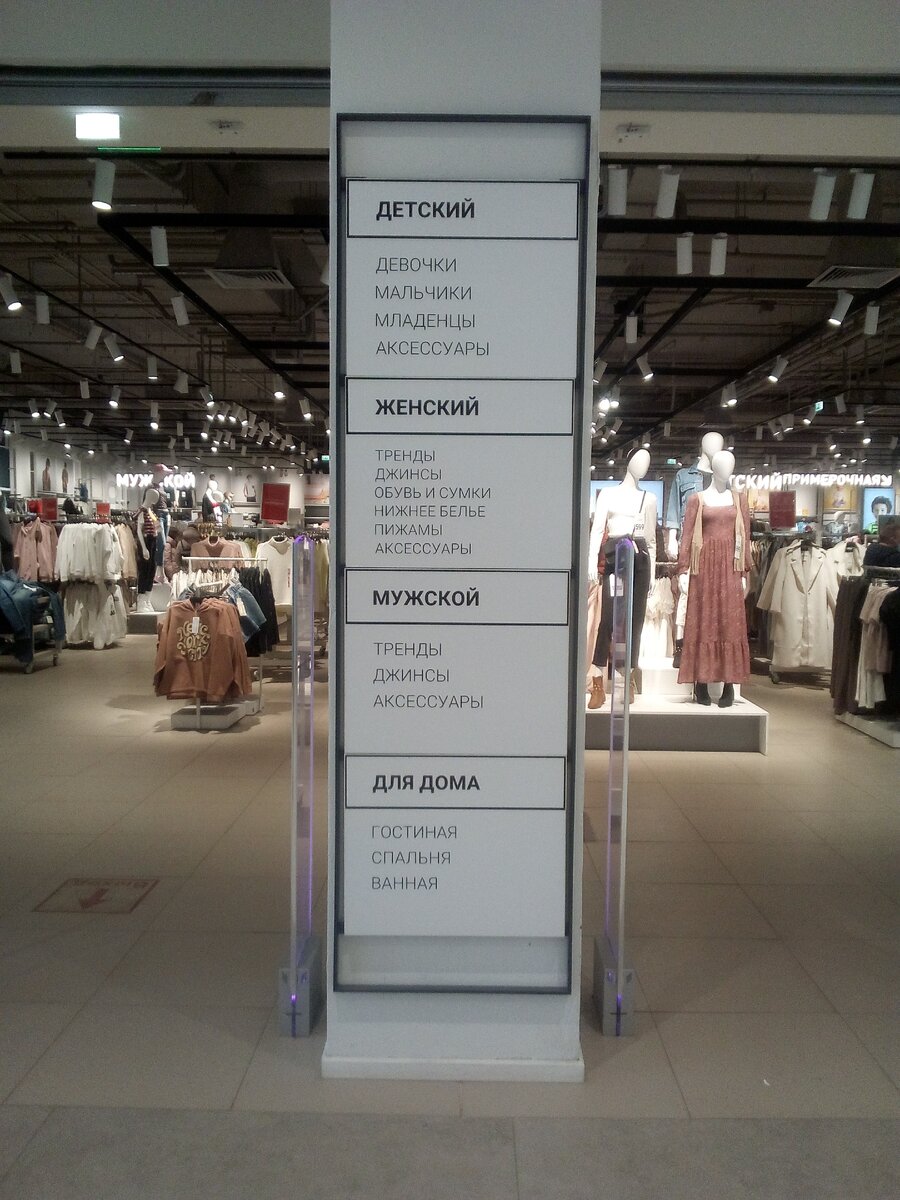 ДЕТСКИЙ
ДЕВОЧКИ
МАЛЬЧИКИ
МЛАДЕНЦЫ
АКСЕССУАРЫ
ЖЕНСКИЙ
ТРЕНДЫ
ДЖИНСЫ
ОБУВЬ И СУМКИ
НИЖНЕЕ БЕЛЬЕ
ПИЖАМЫ
АКСЕССУАРЫ
МУЖСКОЙ
ТРЕНДЫ
ДЖИНСЫ
АКСЕССУАРЫ
ДЛЯ ДОМА
ГОСТИНАЯ
СПАЛЬНЯ
ВАННАЯ
МУЖСКОЙ
ТСКИЙ
ПРИМЕРОЧНАЯ